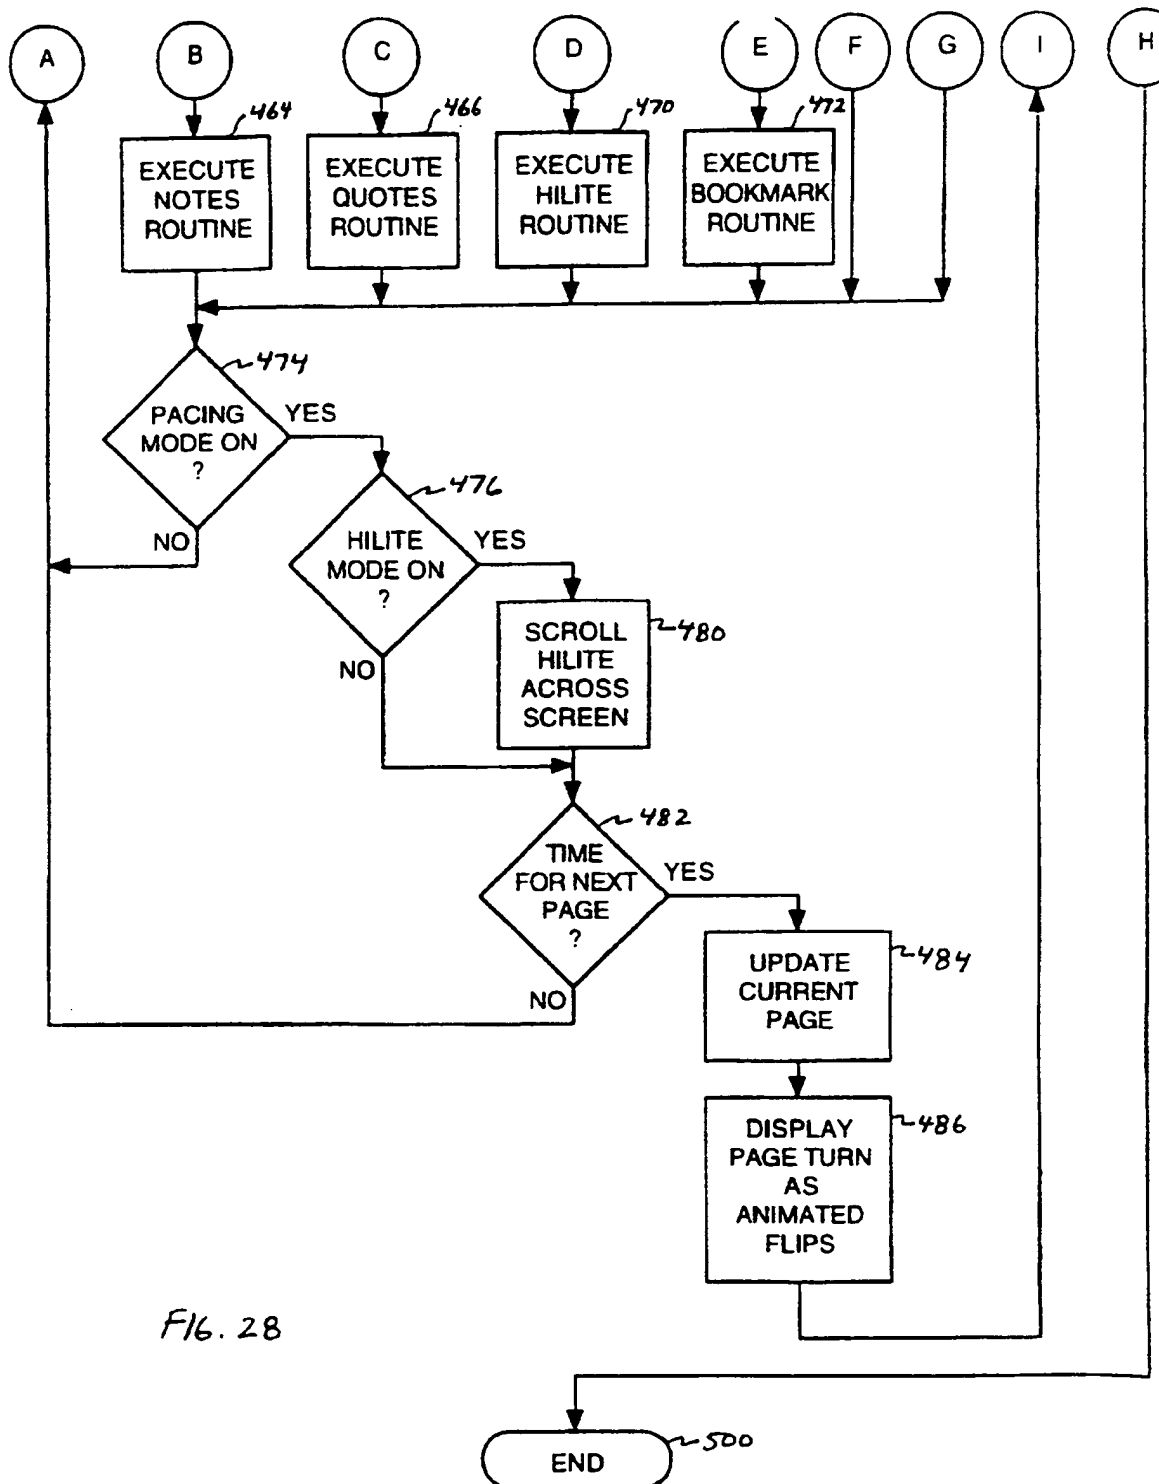 A
B
C
D
E
F
G
I
H
464
466
470
472
EXECUTE
NOTES
ROUTINE
EXECUTE
QUOTES
ROUTINE
EXECUTE
HILITE
ROUTINE
EXECUTE
BOOKMARK
ROUTINE
474
PACING
MODE ON
?
YES
NO
476
HILITE
MODE ON
?
YES
NO
480
SCROLL
HILITE
ACROSS
SCREEN
482
TIME
FOR NEXT
PAGE
?
YES
NO
484
UPDATE
CURRENT
PAGE
486
DISPLAY
PAGE TURN
AS
ANIMATED
FLIPS
FIG. 28
500
END